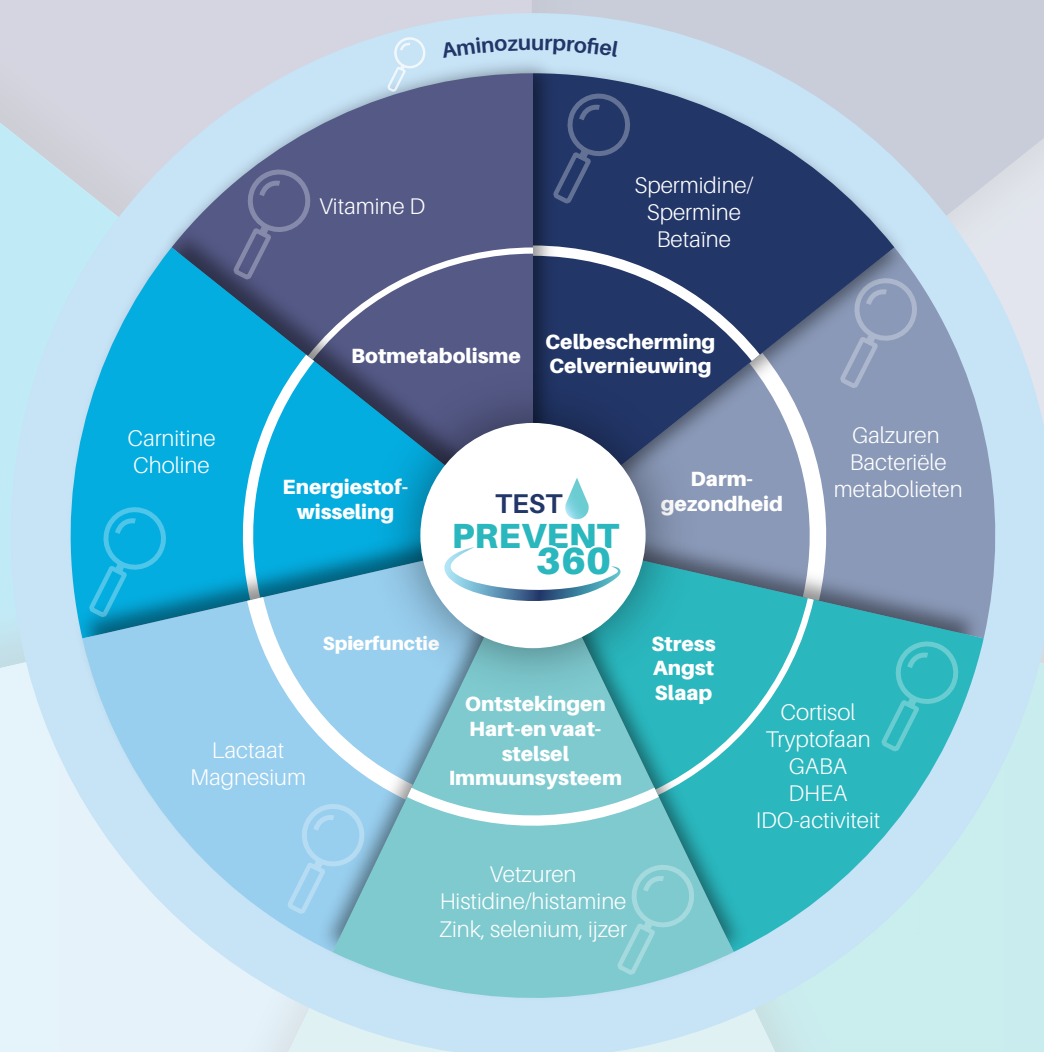 Aminozuurprofiel
Spermidine/
Spermine
Betaïne
Celbescherming
Celvernieuwing
Galzuren
Bacteriële
metabolieten
Darm-
gezondheid
Cortisol
Tryptofaan
GABA
DHEA
IDO-activiteit
Stress
Angst
Slaap
Ontstekingen
Hart-en vaat-
stelsel
Immuunsysteem
Vetzuren
Histidine/histamine
Zink, selenium, ijzer
Spierfunctie
Lactaat
Magnesium
Energiestof-
wisseling
Carnitine
Choline
Vitamine D
Botmetabolisme
TEST
PREVENT
360